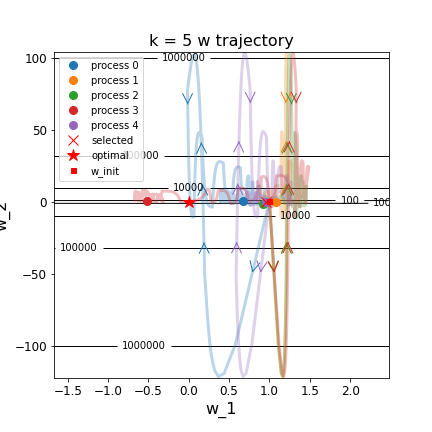 k = 5 w trajectory
process 0
process 1
process 2
process 3
process 4
selected
optimal
w_init
1000000
10000
100
10000
100000
1000000
100
50
0
−50
−100
w_2
−1.5 −1.0 −0.5 0.0 0.5 1.0 1.5 2.0
w_1